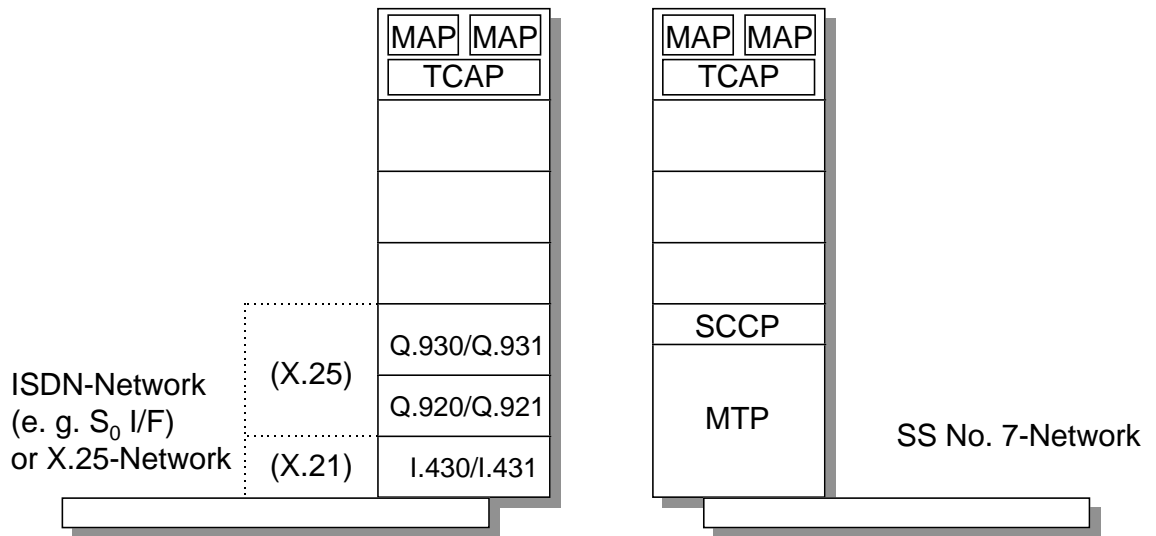 MAP MAP
TCAP
MAP MAP
TCAP
Q.930/Q.931
Q.920/Q.921
I.430/I.431
(X.25)
(X.21)
ISDN-Network
(e. g. S₀ I/F)
or X.25-Network
SCCP
MTP
SS No. 7-Network